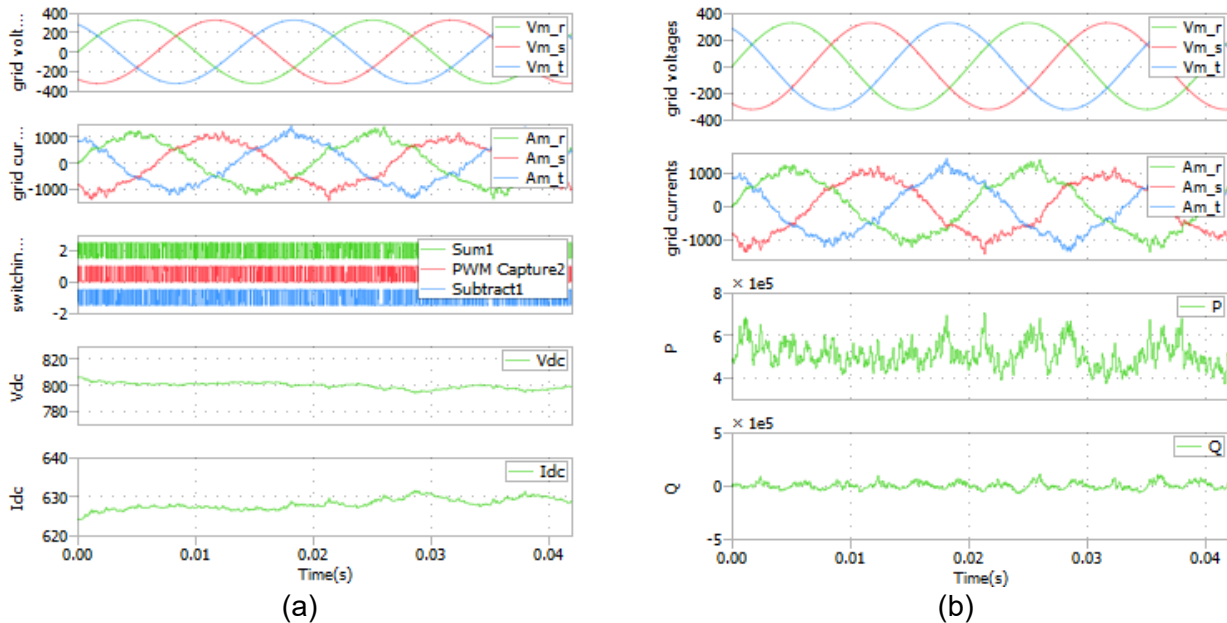 grid volt...
400
200
0
-200
-400
Vm_r
Vm_s
Vm_t
grid cur...
1000
0
-1000
Am_r
Am_s
Am_t
switchin...
2
0
-2
Sum1
PWM Capture2
Subtract1
Vdc
820
800
780
Vdc
Idc
640
630
620
Idc
0.00 0.01 0.02 0.03 0.04
Time(s)
(a)
grid voltages
400
200
0
-200
-400
Vm_r
Vm_s
Vm_t
grid currents
1000
0
-1000
Am_r
Am_s
Am_t
× 1e5
P
8
6
4
P
× 1e5
Q
5
0
-5
Q
0.00 0.01 0.02 0.03 0.04
Time(s)
(b)